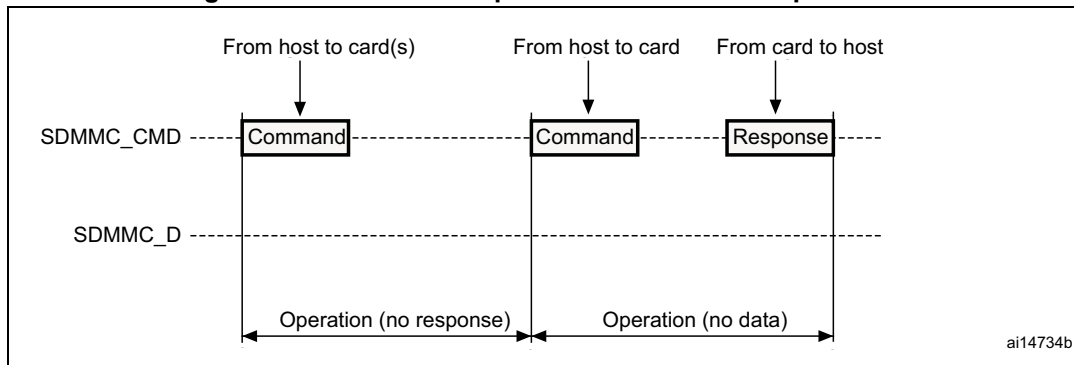 From host to card(s) From host to card From card to host
SDMMC_CMD Command Command Response
SDMMC_D
Operation (no response) Operation (no data)
ai14734b